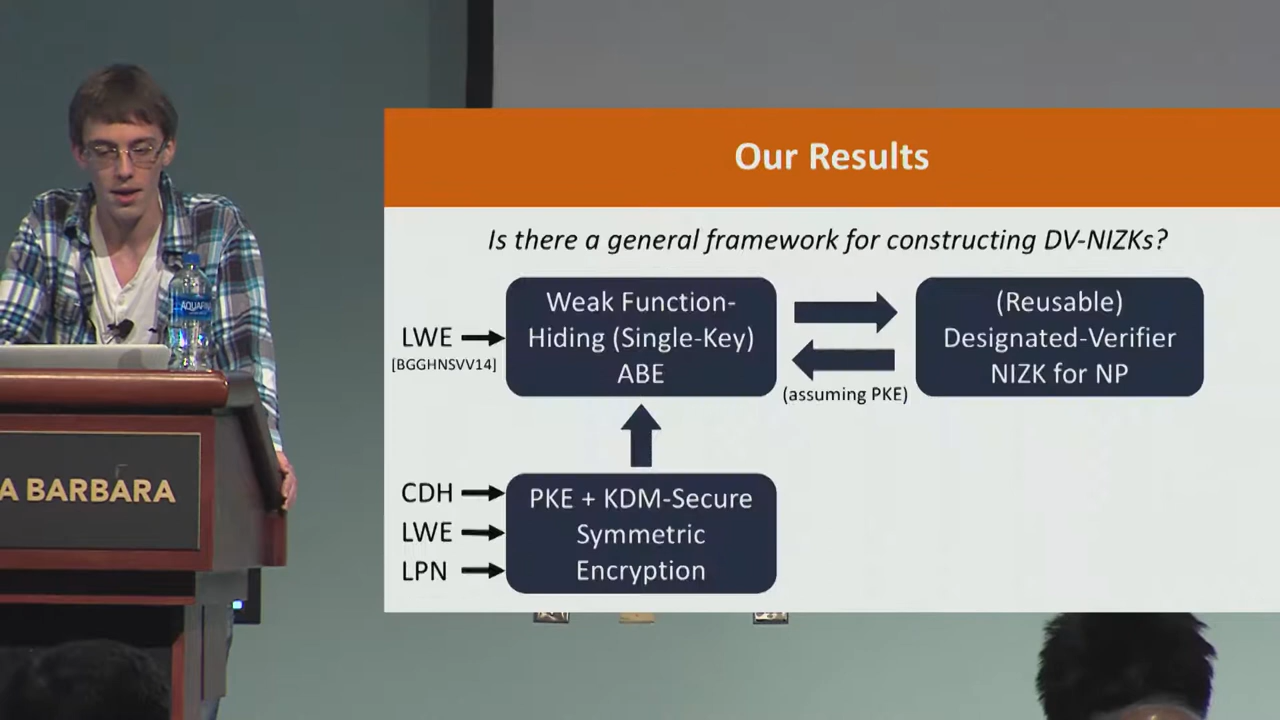 Our Results
Is there a general framework for constructing DV-NIZKs?
Weak Function-
Hiding (Single-Key)
ABE
LWE
[BGGHNSVV14]
(assuming PKE)
(Reusable)
Designated-Verifier
NIZK for NP
CDH
LWE
LPN
PKE + KDM-Secure
Symmetric
Encryption
A BARBARA